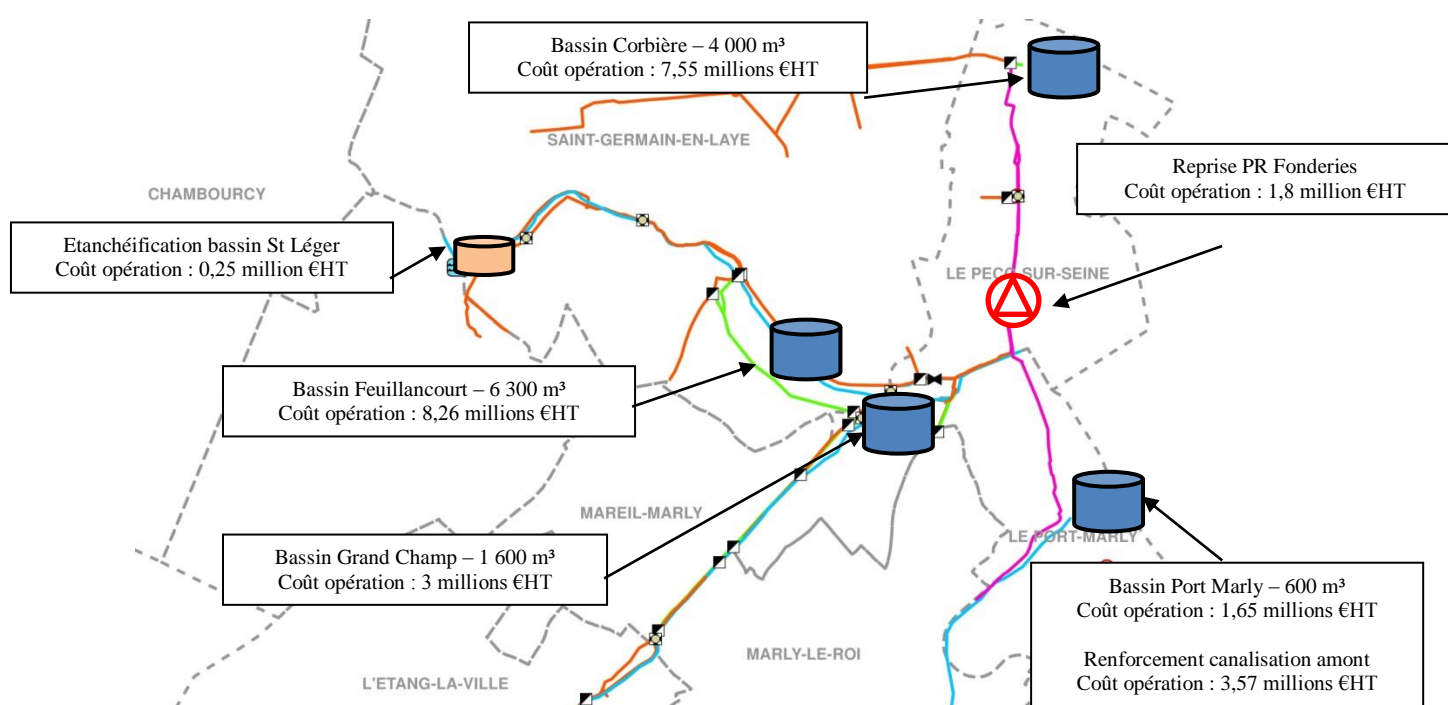 Bassin Corbière – 4 000 m³
Coût opération : 7,55 millions €HT
SAINT-GERMAIN-EN-LAYE
Reprise PR Fonderies
Coût opération : 1,8 million €HT
CHAMBOURCY
Etanchéification bassin St Léger
Coût opération : 0,25 million €HT
LE PECQ-SUR-SEINE
Bassin Feuillancourt – 6 300 m³
Coût opération : 8,26 millions €HT
MAREIL-MARLY
LE PORT-MARLY
Bassin Grand Champ – 1 600 m³
Coût opération : 3 millions €HT
Bassin Port Marly – 600 m³
Coût opération : 1,65 millions €HT
Renforcement canalisation amont
Coût opération : 3,57 millions €HT
MARLY-LE-ROI
L'ETANG-LA-VILLE